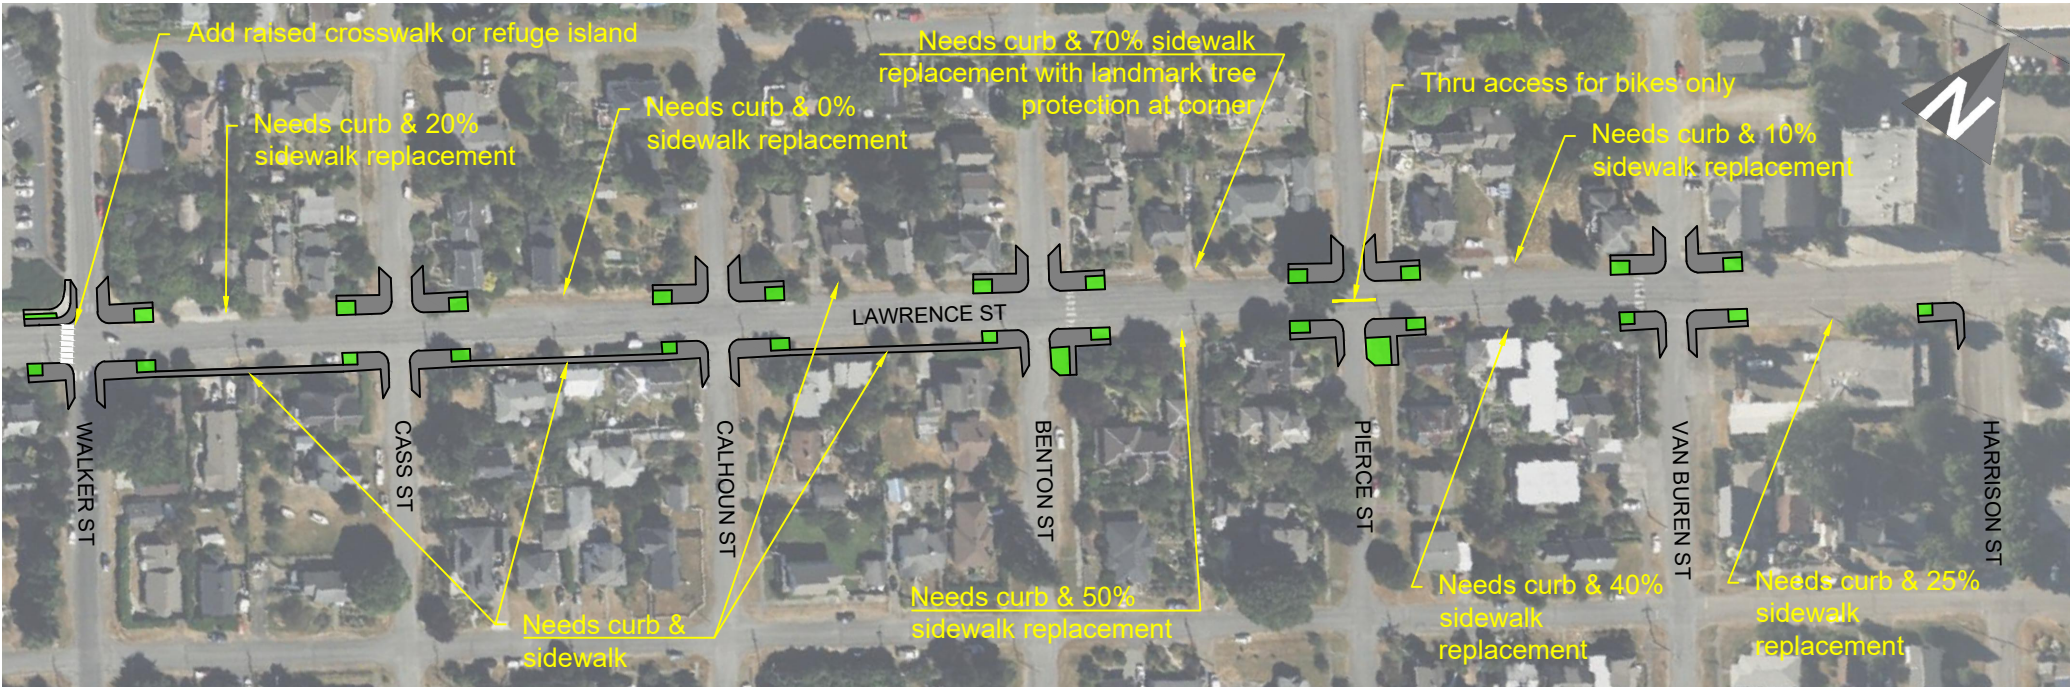 Add raised crosswalk or refuge island
Needs curb & 20%
sidewalk replacement
Needs curb & 0%
sidewalk replacement
Needs curb & 70% sidewalk
replacement with landmark tree
protection at corner
Thru access for bikes only
Needs curb & 10%
sidewalk replacement
N
LAWRENCE ST
WALKER ST
CASS ST
CALHOUN ST
BENTON ST
PIERCE ST
VAN BUREN ST
HARRISON ST
Needs curb &
sidewalk
Needs curb & 50%
sidewalk replacement
Needs curb & 40%
sidewalk
replacement
Needs curb & 25%
sidewalk
replacement